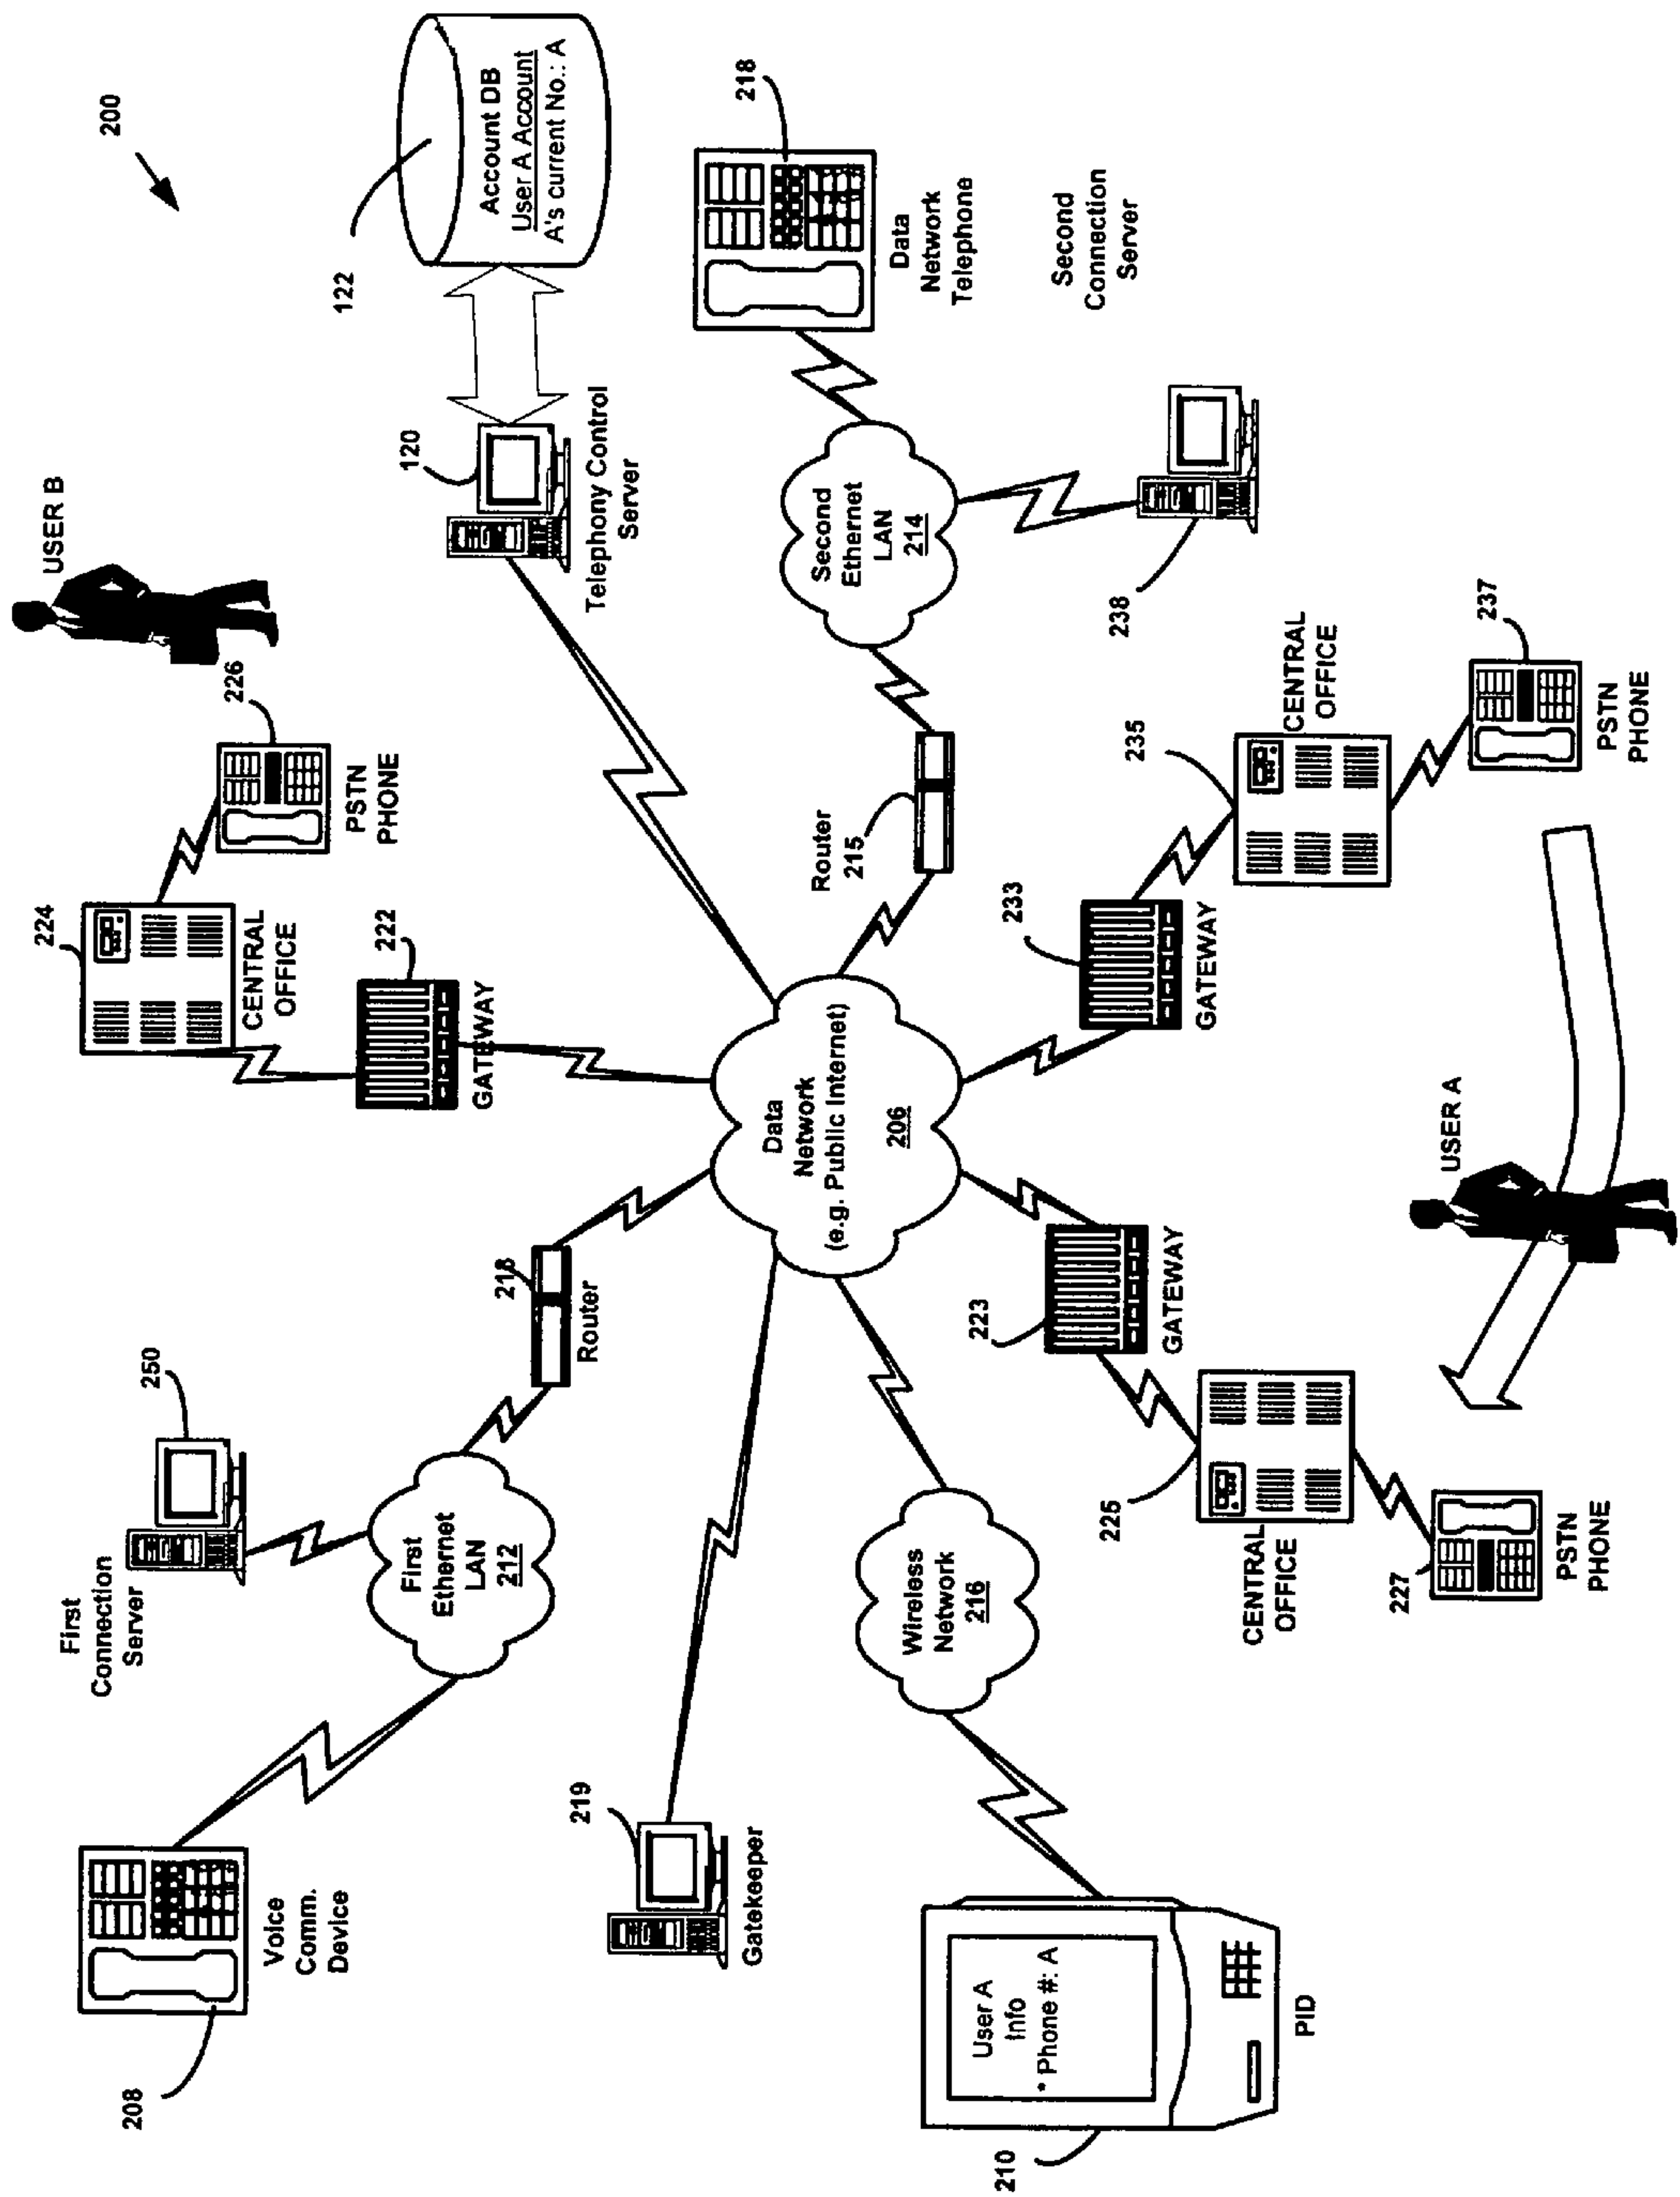 208
Voice
Comm.
Device
First
Connection
Server
250
First
Ethernet
LAN
212
218
Router
224
CENTRAL
OFFICE
222
GATEWAY
226
PSTN
PHONE
USER B
200
122
Account DB
User A Account
A's current No.: A
120
Telephony Control
Server
219
Gatekeeper
Data
Network
(e.g. Public Internet)
206
Router
215
Second
Ethernet
LAN
214
218
Data
Network
Telephone
Second
Connection
Server
238
210
User A
Info
* Phone #: A
PID
Wireless
Network
216
223
GATEWAY
225
CENTRAL
OFFICE
227
PSTN
PHONE
233
GATEWAY
235
CENTRAL
OFFICE
237
PSTN
PHONE
USER A